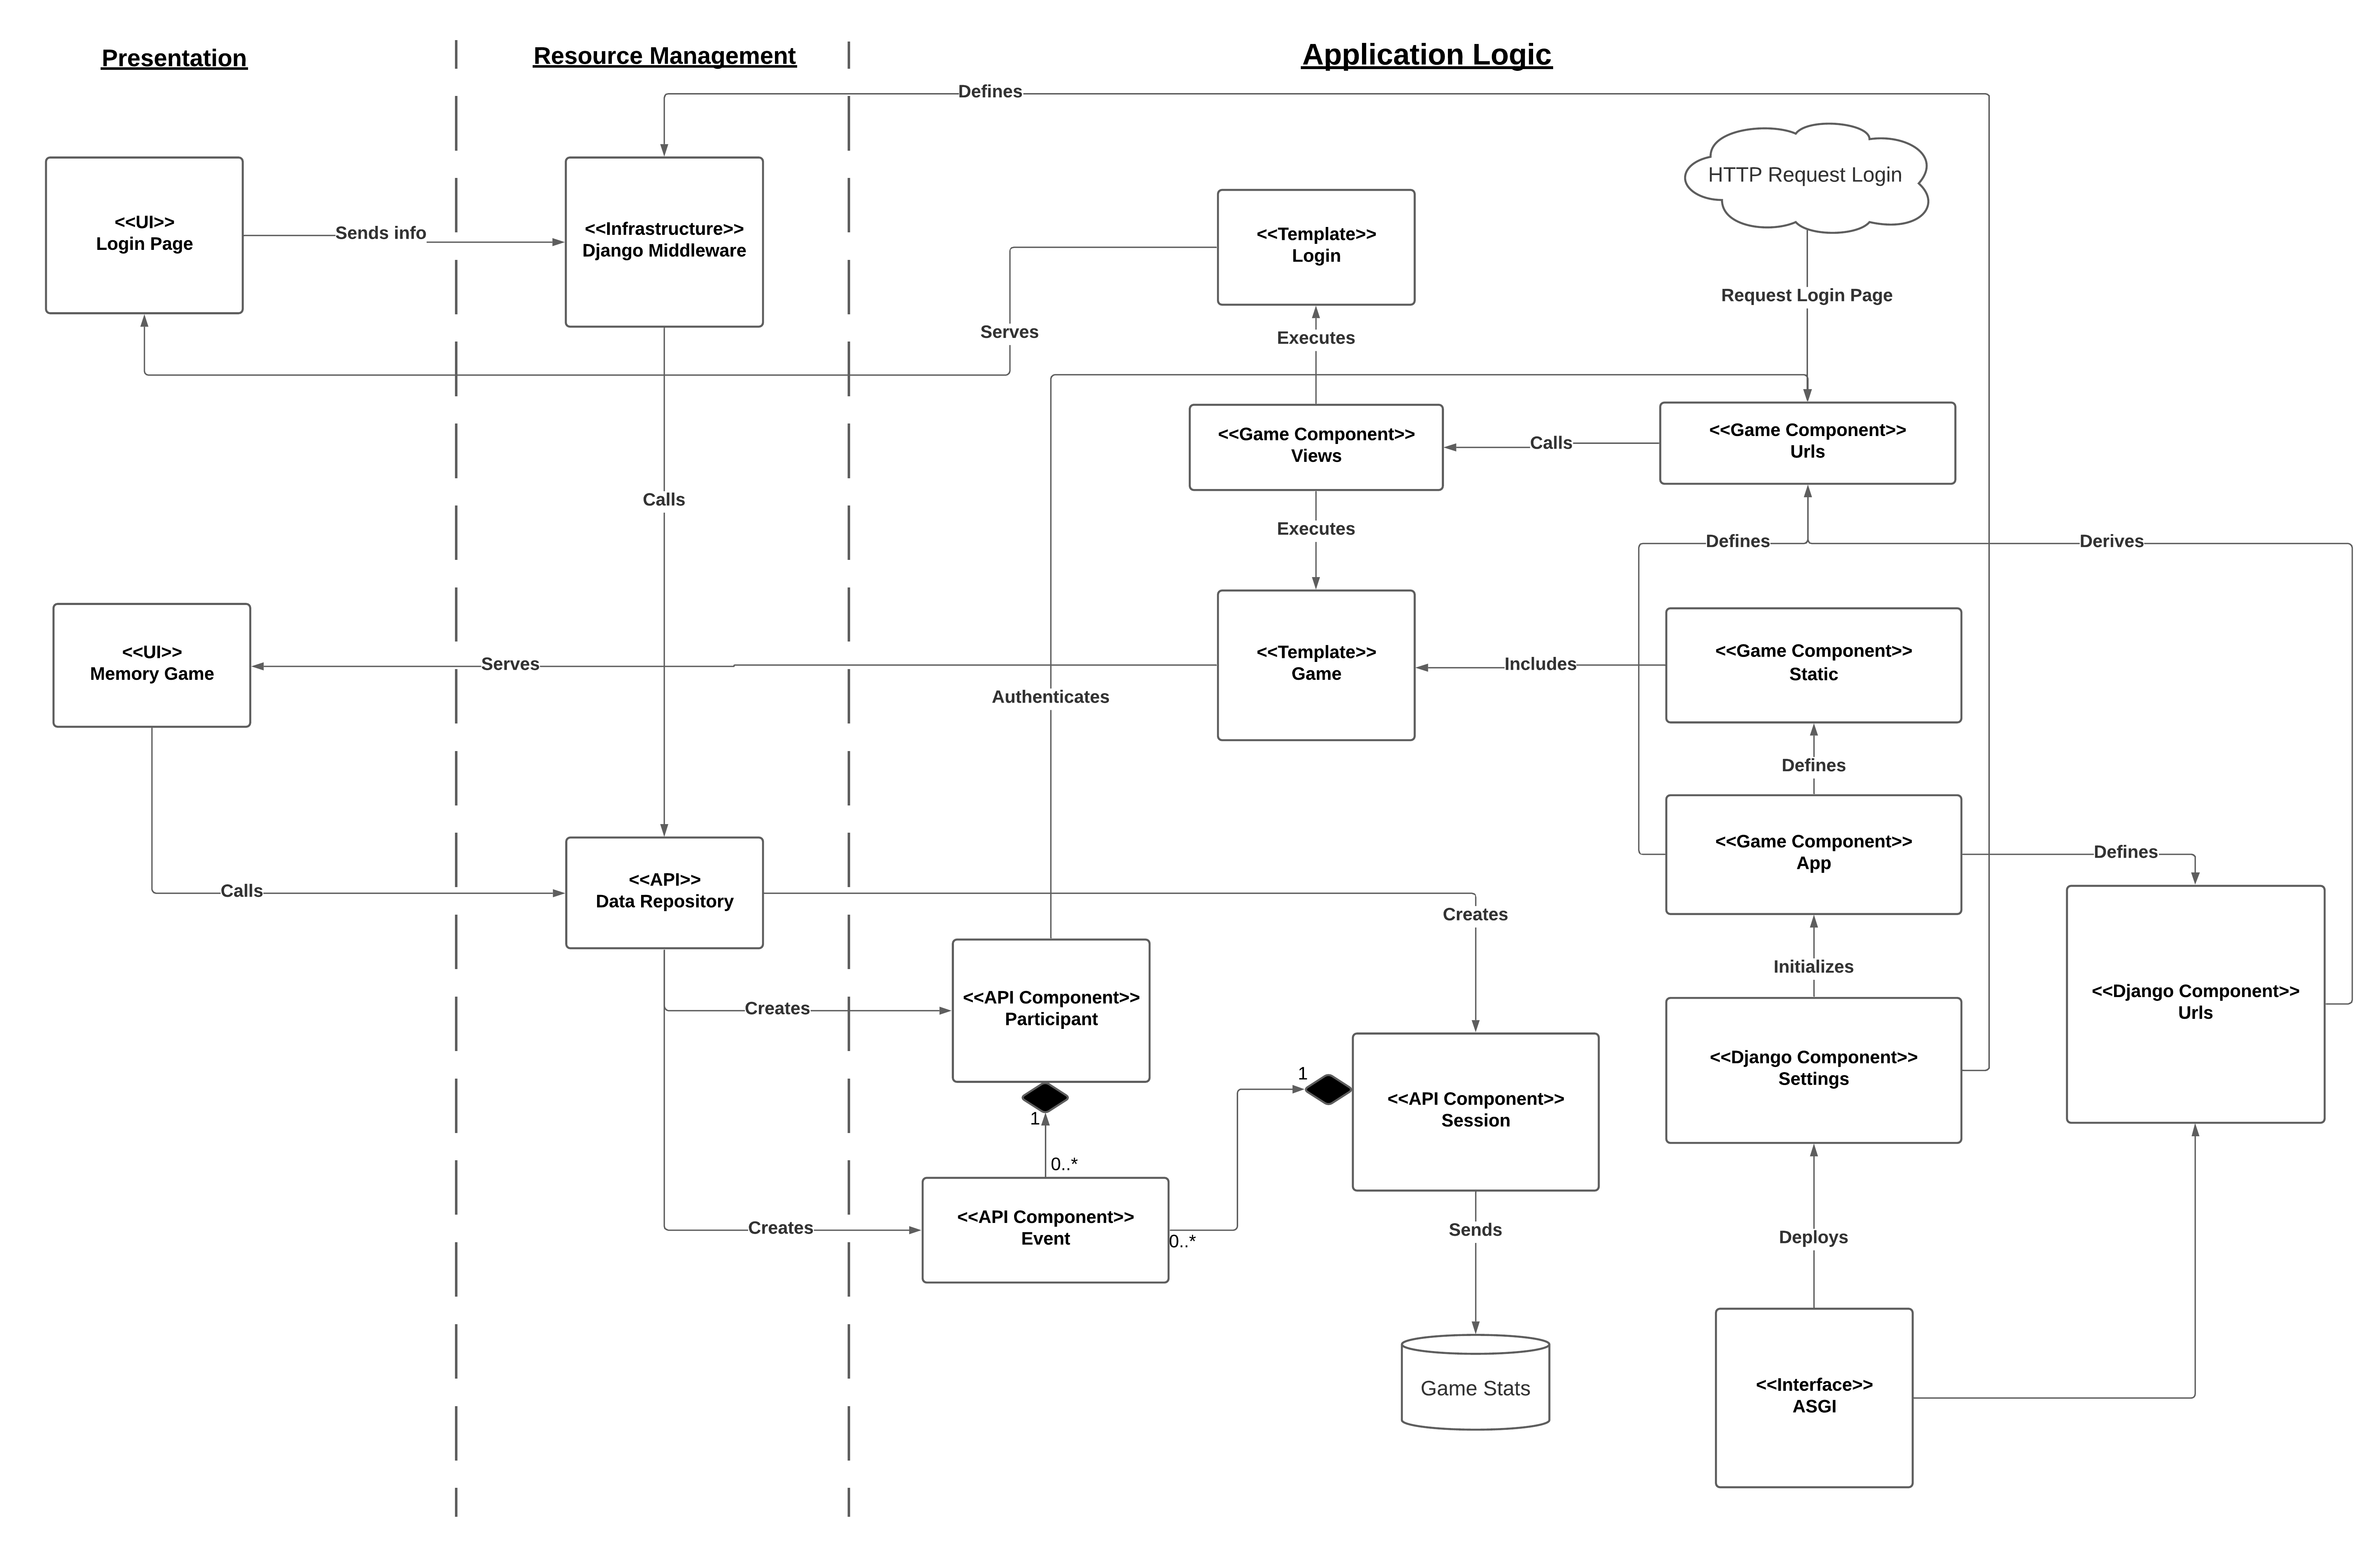 Presentation
Resource Management
Application Logic
Defines
HTTP Request Login
<<UI>>
Login Page
Sends info
<<Infrastructure>>
Django Middleware
<<Template>>
Login
Request Login Page
Serves
Executes
<<Game Component>>
Views
Calls
<<Game Component>>
Urls
Calls
Executes
Defines
Derives
<<UI>>
Memory Game
Serves
<<Template>>
Game
Includes
<<Game Component>>
Static
Authenticates
Defines
<<Game Component>>
App
Defines
Calls
<<API>>
Data Repository
Creates
Initializes
<<API Component>>
Participant
Creates
<<Django Component>>
Urls
<<Django Component>>
Settings
1
1
<<API Component>>
Session
0..*
<<API Component>>
Event
Creates
0..*
Sends
Deploys
Game Stats
<<Interface>>
ASGI